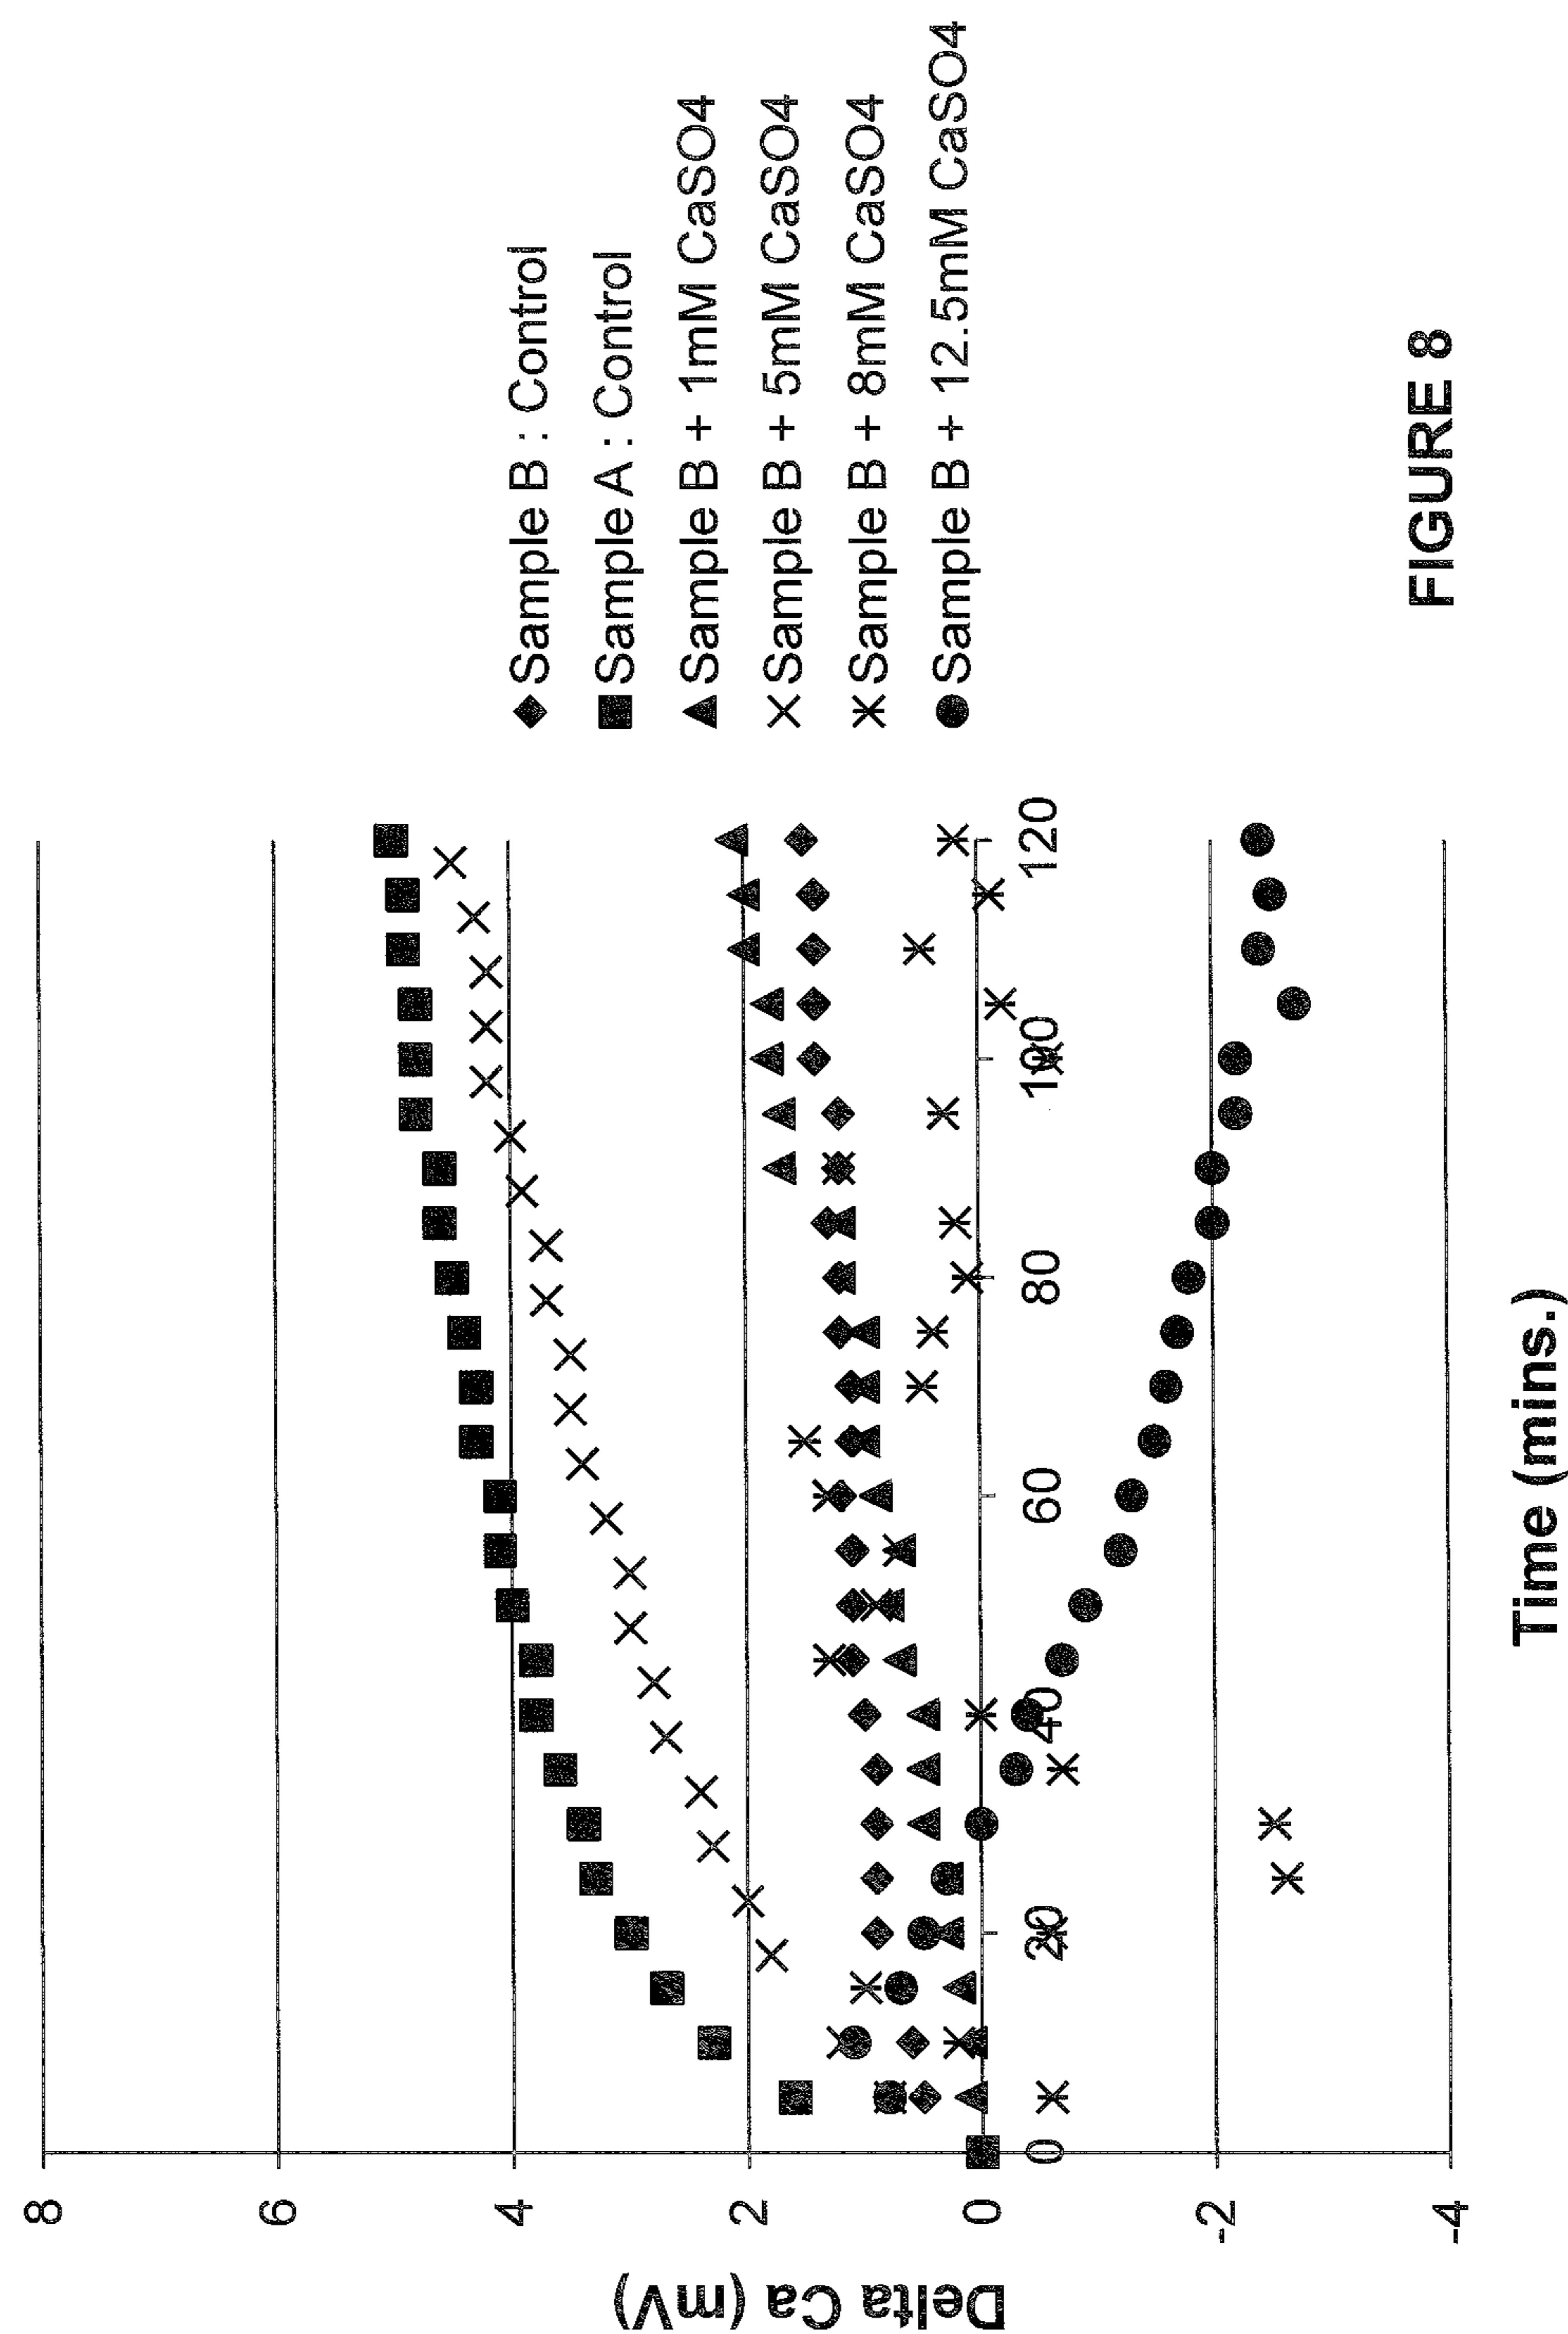 8
6
4
2
0
-2
-4
Delta Ca (mV)
0
20
40
60
80
100
120
Time (mins.)
Sample B : Control
Sample A : Control
Sample B + 1mM CaSO4
Sample B + 5mM CaSO4
Sample B + 8mM CaSO4
Sample B + 12.5mM CaSO4
FIGURE 8